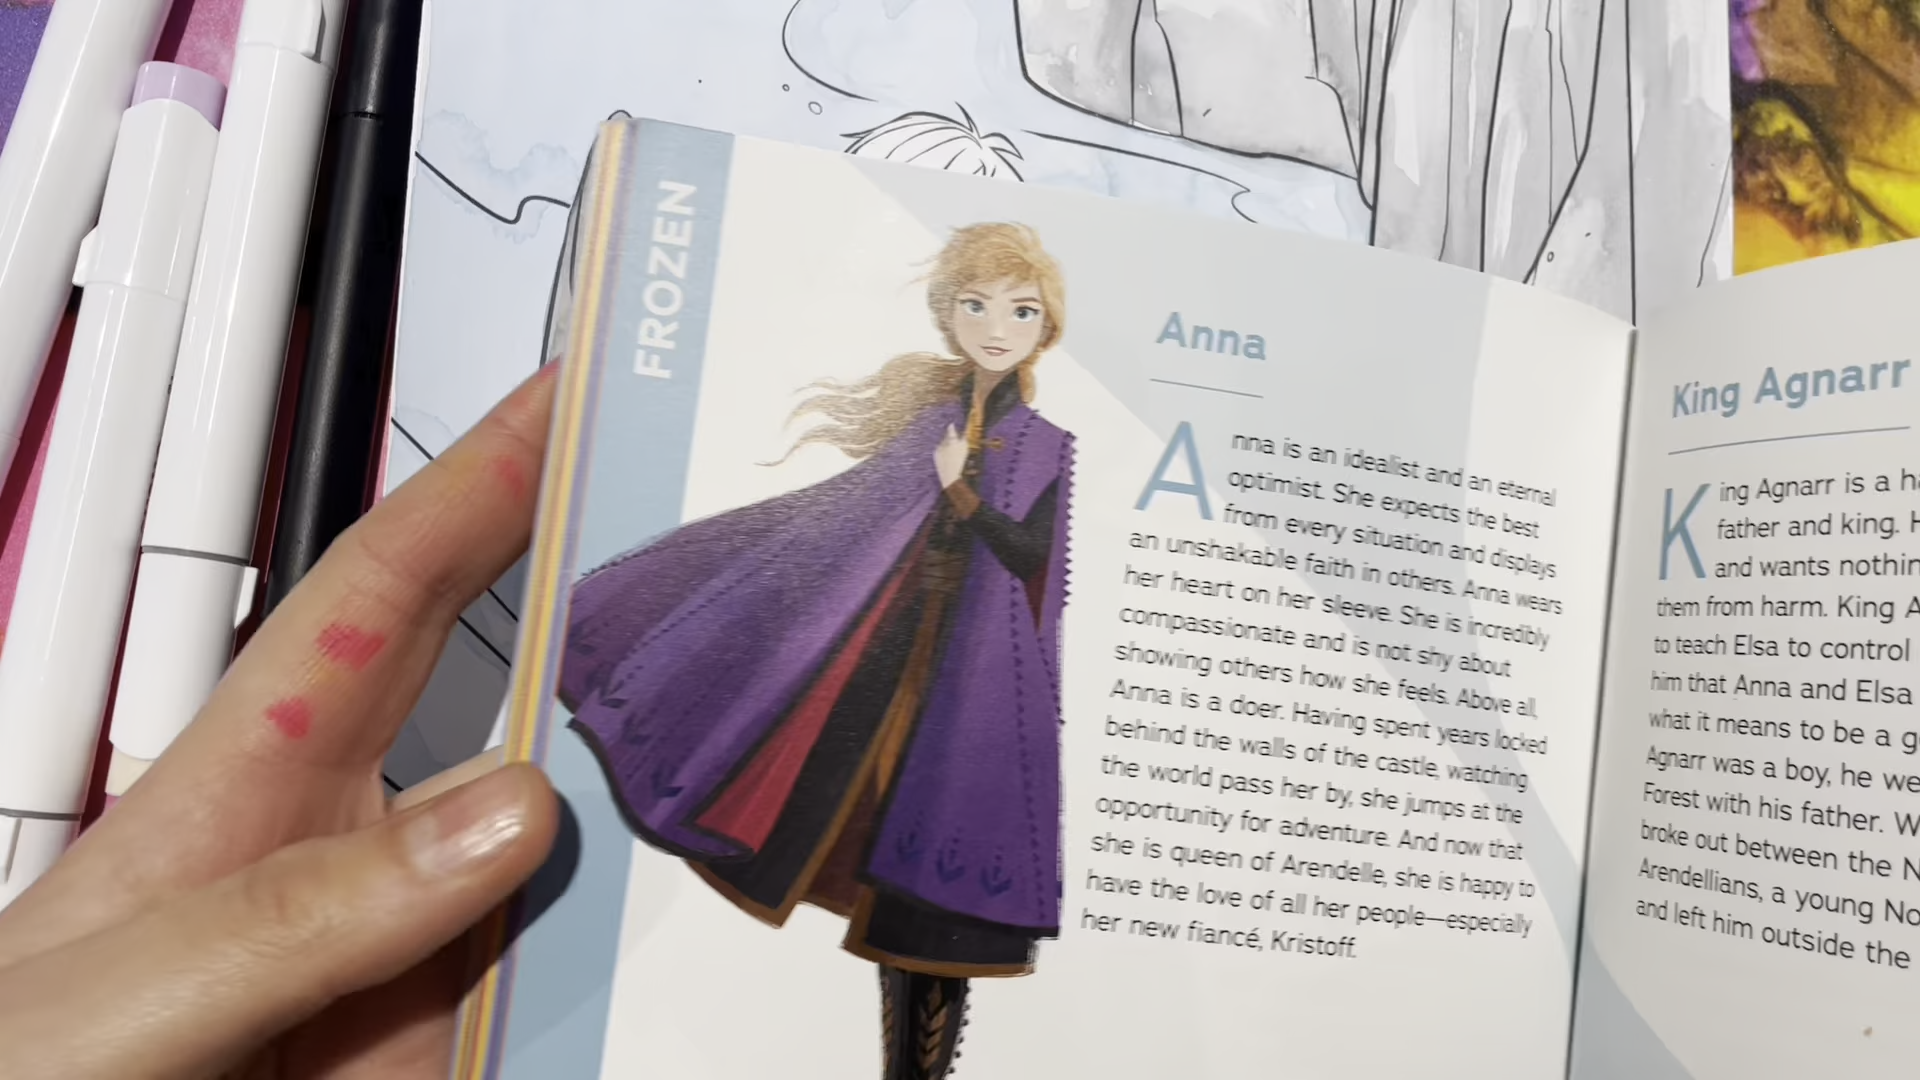 FROZEN
Anna
Anna is an idealist and an eternal
optimist. She expects the best
from every situation and displays
an unshakable faith in others. Anna wears
her heart on her sleeve. She is incredibly
compassionate and is not shy about
showing others how she feels. Above all,
Anna is a doer. Having spent years locked
behind the walls of the castle, watching
the world pass her by, she jumps at the
opportunity for adventure. And now that
she is queen of Arendelle, she is happy to
have the love of all her people—especially
her new fiancé, Kristoff.
King Agnarr
King Agnarr is a
father and king.
and wants
them from harm. King
to teach Elsa to control
him that Anna and Elsa
what it means to be a
Agnarr was a boy, he
Forest with his father.
broke out between the
Arendellians, a young
and left him outside the